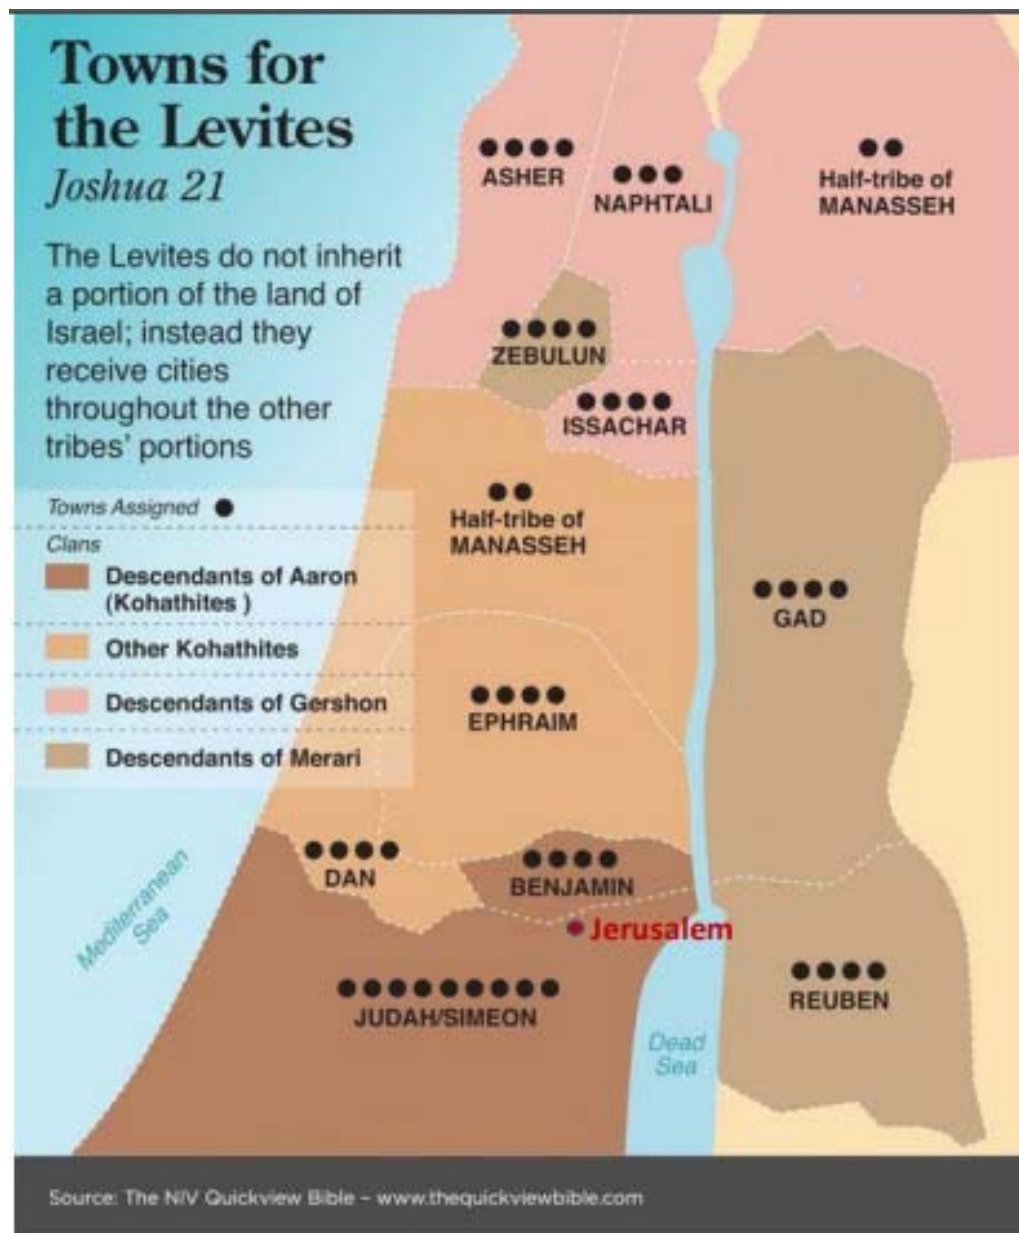 Towns for
the Levites
Joshua 21
The Levites do not inherit
a portion of the land of
Israel; instead they
receive cities
throughout the other
tribes' portions
Towns Assigned
Clans
Descendants of Aaron
(Kohathites )
Other Kohathites
Descendants of Gershon
Descendants of Merari
ASHER
NAPHTALI
Half-tribe of
MANASSEH
ZEBULUN
ISSACHAR
Half-tribe of
MANASSEH
GAD
EPHRAIM
DAN
BENJAMIN
Jerusalem
JUDAH/SIMEON
REUBEN
Mediterranean
Sea
Dead
Sea
Source: The NIV Quickview Bible – www.thequickviewbible.com